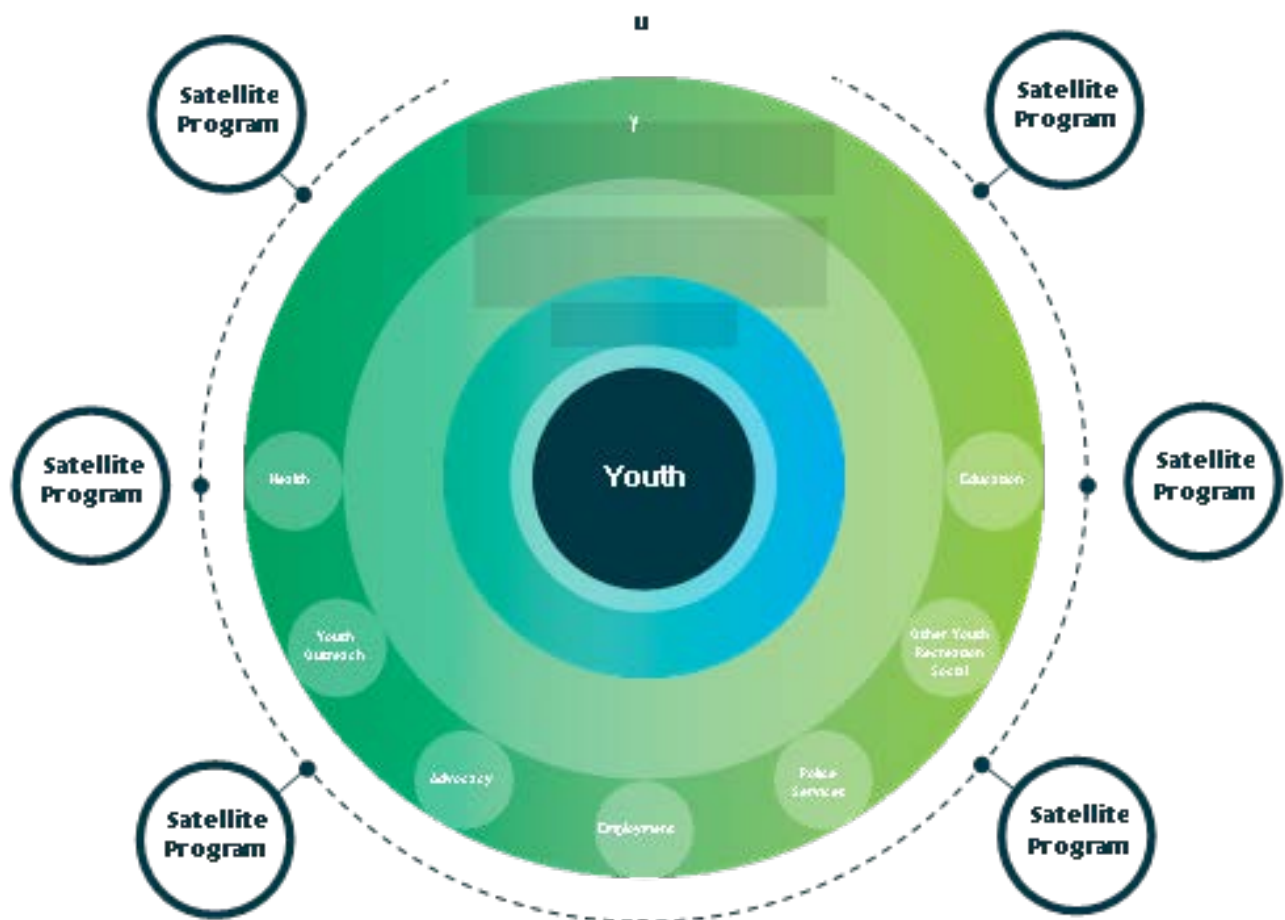 u
Satellite
Program
Satellite
Program
Y
Satellite
Program
Health
Youth
Education
Satellite
Program
Youth
Outreach
Other Youth
Recreation
Social
Advocacy
Employment
Police
Services
Satellite
Program
Satellite
Program